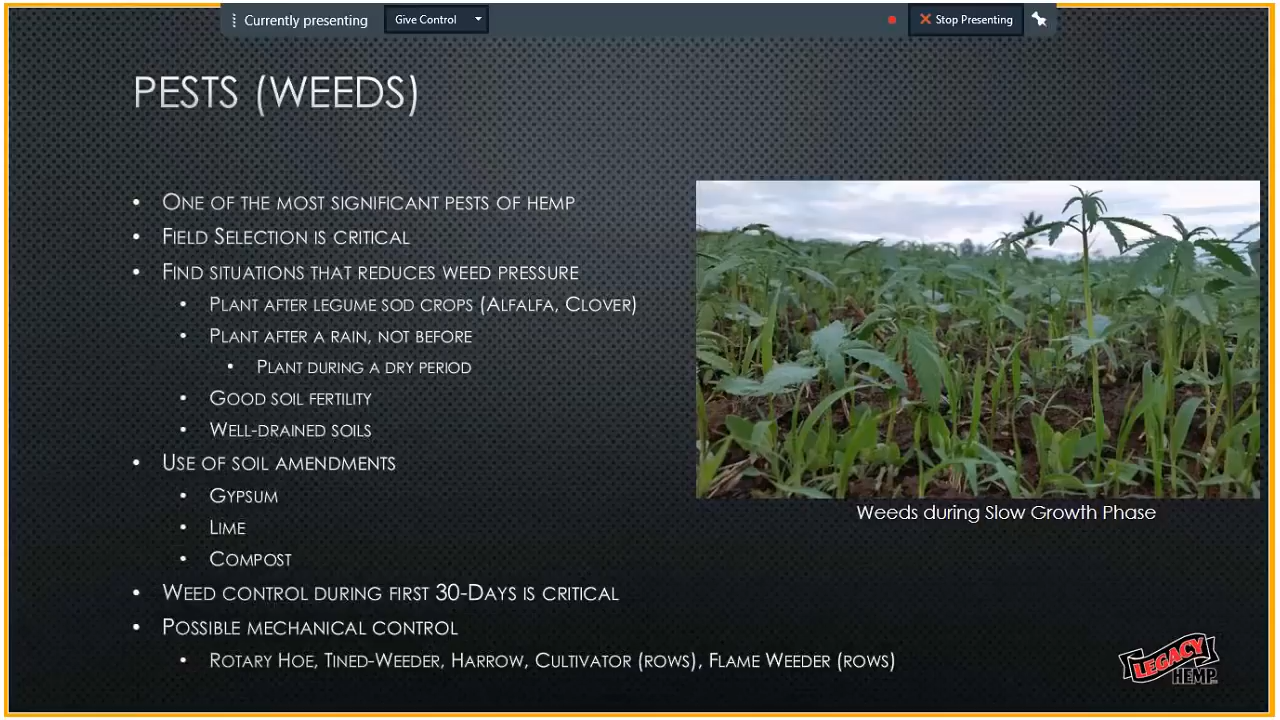 Currently presenting
Give Control
Stop Presenting
PESTS (WEEDS)
• ONE OF THE MOST SIGNIFICANT PESTS OF HEMP
• FIELD SELECTION IS CRITICAL
• FIND SITUATIONS THAT REDUCES WEED PRESSURE
• PLANT AFTER LEGUME SOD CROPS (ALFALFA, CLOVER)
• PLANT AFTER A RAIN, NOT BEFORE
• PLANT DURING A DRY PERIOD
• GOOD SOIL FERTILITY
• WELL-DRAINED SOILS
• USE OF SOIL AMENDMENTS
• GYPSUM
• LIME
• COMPOST
• WEED CONTROL DURING FIRST 30-DAYS IS CRITICAL
• POSSIBLE MECHANICAL CONTROL
• ROTARY HOE, TINED-WEEDER, HARROW, CULTIVATOR (ROWS), FLAME WEEDER (ROWS)
Weeds during Slow Growth Phase
LEGACY
HEMP